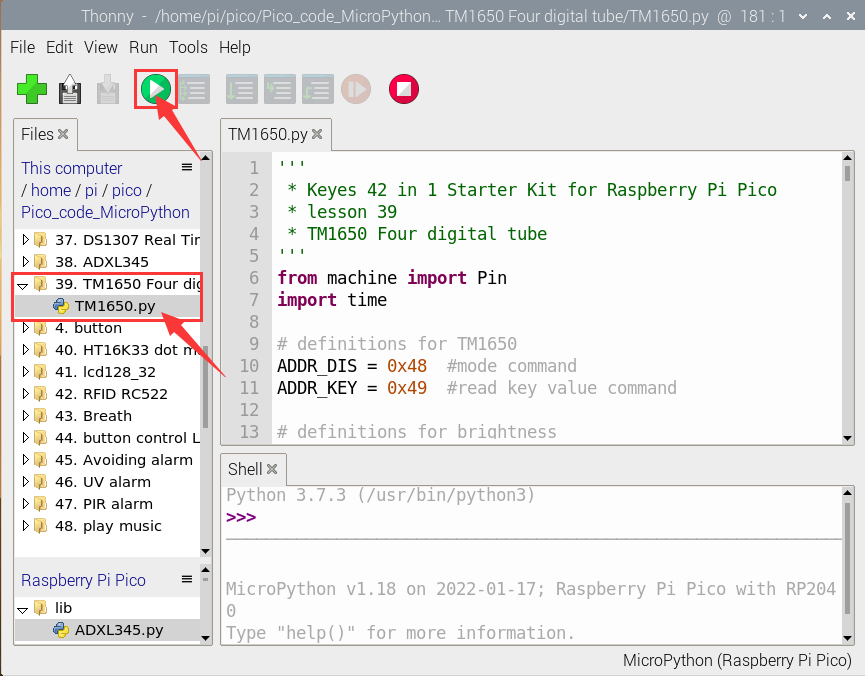 Thonny - /home/pi/pico/Pico_code_MicroPython... TM1650 Four digital tube/TM1650.py @ 181 : 1
File Edit View Run Tools Help
Files
This computer
/ home / pi / pico /
Pico_code_MicroPython
37. DS1307 Real Tir
38. ADXL345
39. TM1650 Four dig
TM1650.py
4. button
40. HT16K33 dot m
41. lcd128_32
42. RFID RC522
43. Breath
44. button control L
45. Avoiding alarm
46. UV alarm
47. PIR alarm
48. play music
Raspberry Pi Pico
lib
ADXL345.py
TM1650.py
1 '''
2 * Keyes 42 in 1 Starter Kit for Raspberry Pi Pico
3 * lesson 39
4 * TM1650 Four digital tube
5 '''
6 from machine import Pin
7 import time
8
9 # definitions for TM1650
10 ADDR_DIS = 0x48 #mode command
11 ADDR_KEY = 0x49 #read key value command
12
13 # definitions for brightness
Shell
Python 3.7.3 (/usr/bin/python3)
>>>
MicroPython v1.18 on 2022-01-17; Raspberry Pi Pico with RP204
0
Type "help()" for more information.
MicroPython (Raspberry Pi Pico)